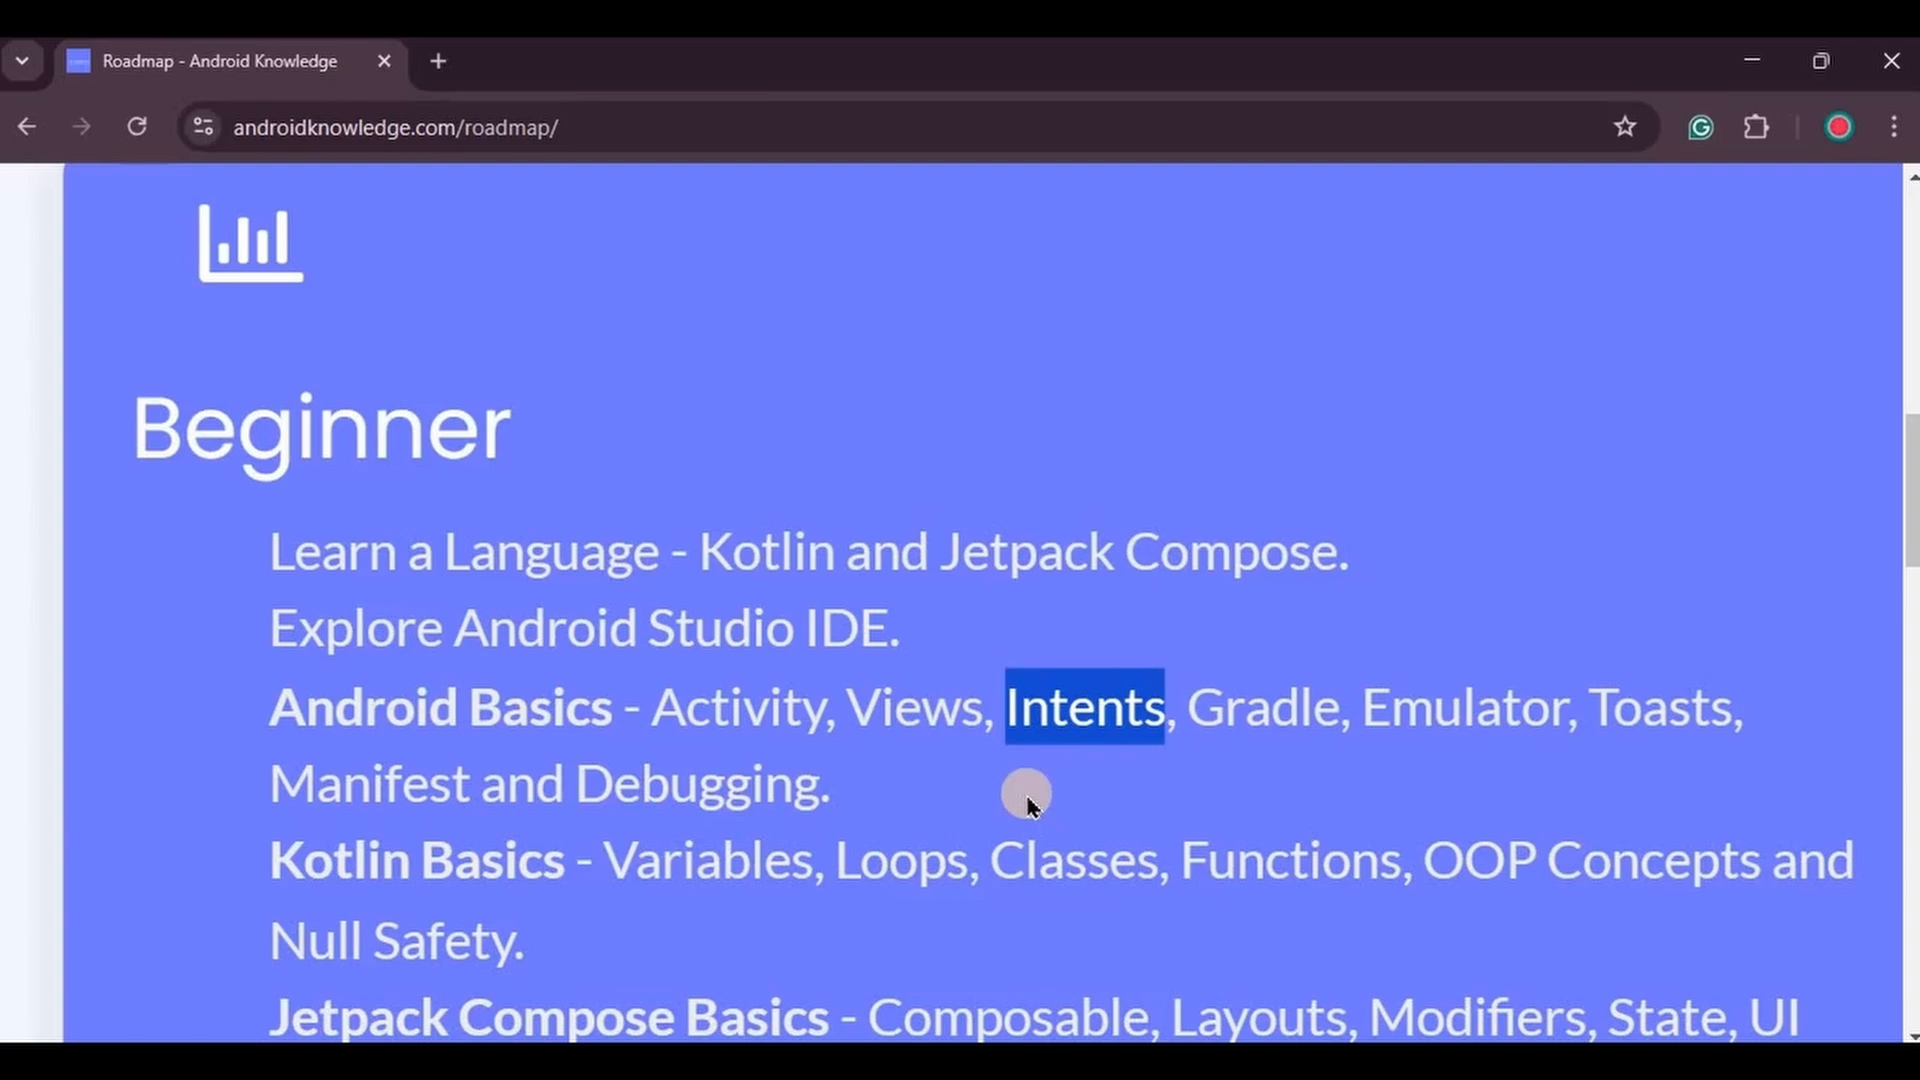 Roadmap - Android Knowledge
androidknowledge.com/roadmap/
Beginner
Learn a Language - Kotlin and Jetpack Compose.
Explore Android Studio IDE.
Android Basics - Activity, Views, Intents, Gradle, Emulator, Toasts,
Manifest and Debugging.
Kotlin Basics - Variables, Loops, Classes, Functions, OOP Concepts and
Null Safety.
Jetpack Compose Basics - Composable, Layouts, Modifiers, State, UI